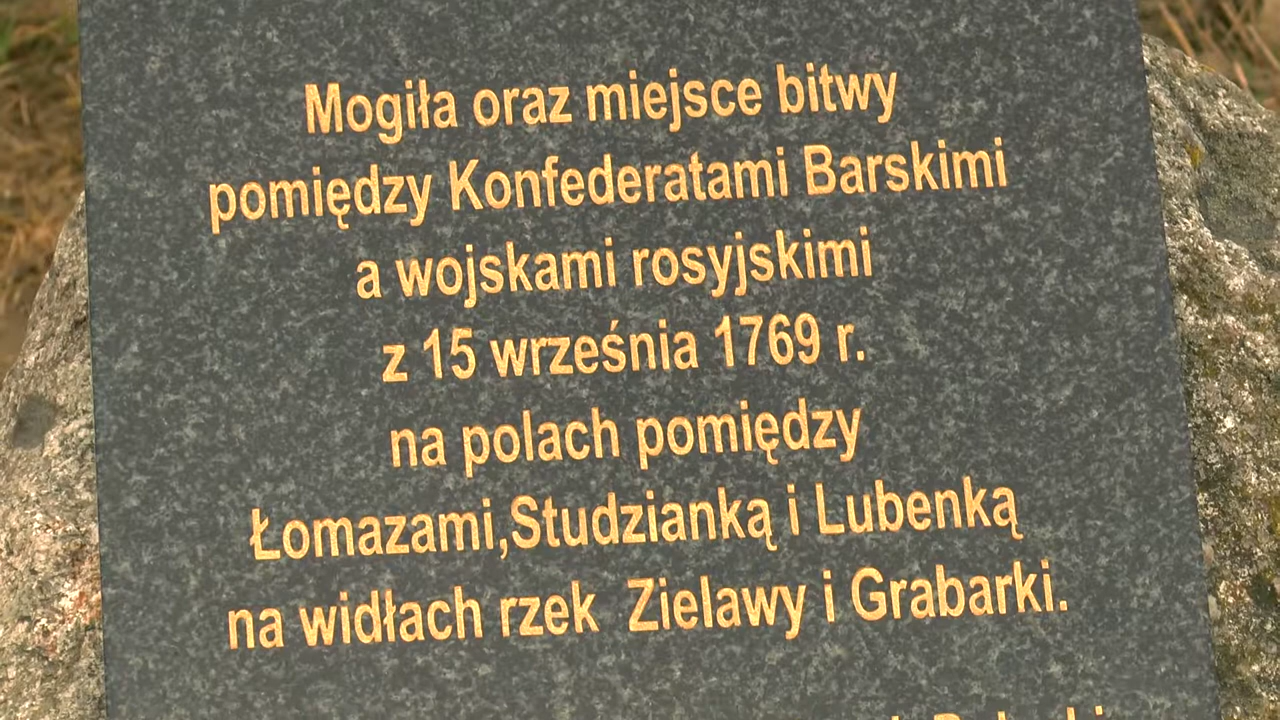 Mogiła oraz miejsce bitwy
pomiędzy Konfederatami Barskimi
a wojskami rosyjskimi
z 15 września 1769 r.
na polach pomiędzy
Łomazami,Studzianką i Lubenką
na widłach rzek Zielawy i Grabarki.